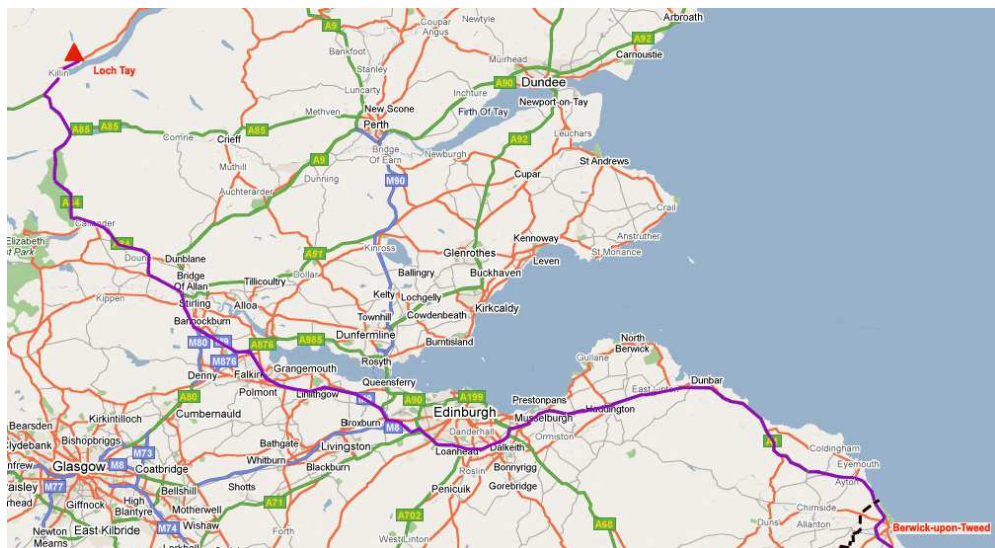 Arbroath
Newtyle
A9
Coupar
Angus
A92
Bankfoot
Carnoustie
Muirhead
Killin
Loch Tay
Stanley
Dundee
Luncarty
Inchture
A90
Newport-on-Tay
Methven
New Scone
Firth Of Tay
A85
A85
A85
Perth
Comrie
Crieff
Bridge
Of Earn
Newburgh
A92
Leuchars
Muthill
A9
St Andrews
Dunning
M90
Cupar
Auchterarder
A84
Crail
Callander
Elizabeth
st Park
Kinross
Kennoway
Anstruther
St Monance
A91
Glenrothes
Leven
Doune
Dunblane
Dollar
Ballingry
Buckhaven
Bridge
Of Allan
Tillicoultry
Kelty
Lochgelly
Kippen
Kirkcaldy
Stirling
Alloa
Townhill
Cowdenbeath
Bannockburn
Dunfermline
Burntisland
M80
M9
A876
A985
North
Berwick
M876
Rosyth
Gullane
Denny
Falkirk
Grangemouth
Queensferry
East Linton
Dunbar
Polmont
Linlithgow
A80
M9
A90
A199
Prestonpans
Cumbernauld
Edinburgh
Haddington
Kirkintilloch
Musselburgh
Bearsden
Broxburn
M8
Danderhall
Ormiston
A1
Coldingham
Clydebank
Bishopbriggs
M73
Bathgate
Livingston
Loanhead
Dalkeith
Eyemouth
Renfrew
Glasgow
M8
Coatbridge
Whitburn
Blackburn
Roslin
Bonnyrigg
Ayton
Paisley
M77
Bellshill
Shotts
Penicuik
Gorebridge
Chirnside
Giffnock
High
Blantyre
Motherwell
A71
A702
A68
Duns
Allanton
Berwick-upon-Tweed
Newton
Mearns
East Kilbride
M74
Wishaw
Forth
West Linton